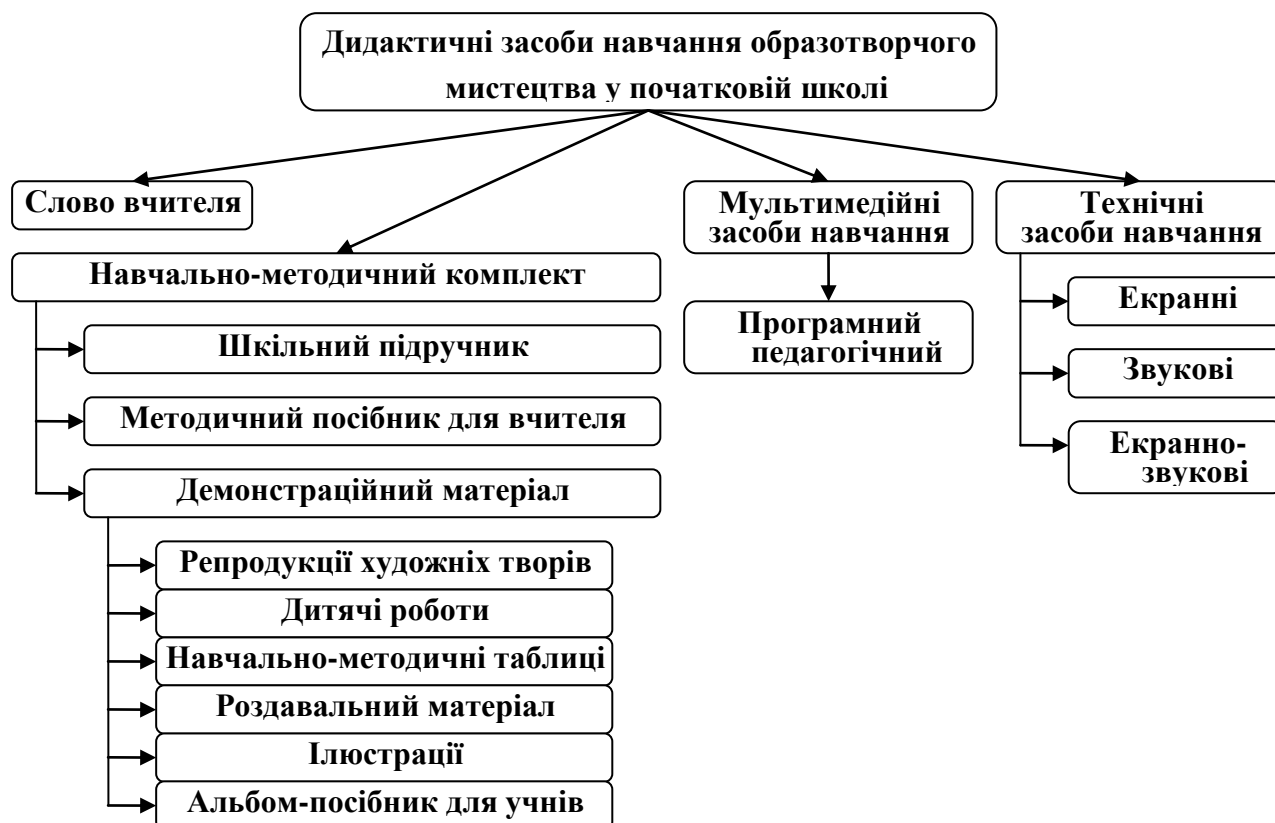 Дидактичні засоби навчання образотворчого
мистецтва у початковій школі
Слово вчителя
Мультимедійні
засоби навчання
Технічні
засоби навчання
Навчально-методичний комплект
Шкільний підручник
Методичний посібник для вчителя
Демонстраційний матеріал
Репродукції художніх творів
Дитячі роботи
Навчально-методичні таблиці
Роздавальний матеріал
Ілюстрації
Альбом-посібник для учнів
Програмний
педагогічний
Екранні
Звукові
Екранно-
звукові